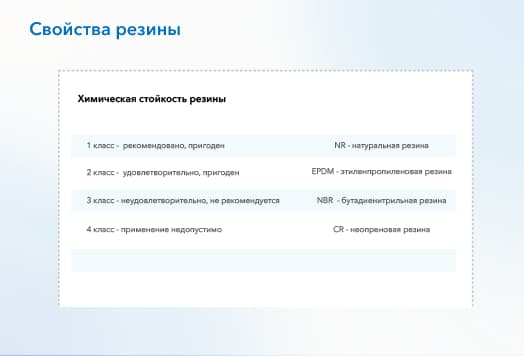 Свойства резины
Химическая стойкость резины
1 класс - рекомендовано, пригоден NR - натуральная резина
2 класс - удовлетворительно, пригоден EPDM - этиленпропиленовая резина
3 класс - неудовлетворительно, не рекомендуется NBR - бутадиенитрильная резина
4 класс - применение недопустимо CR - неопреновая резина